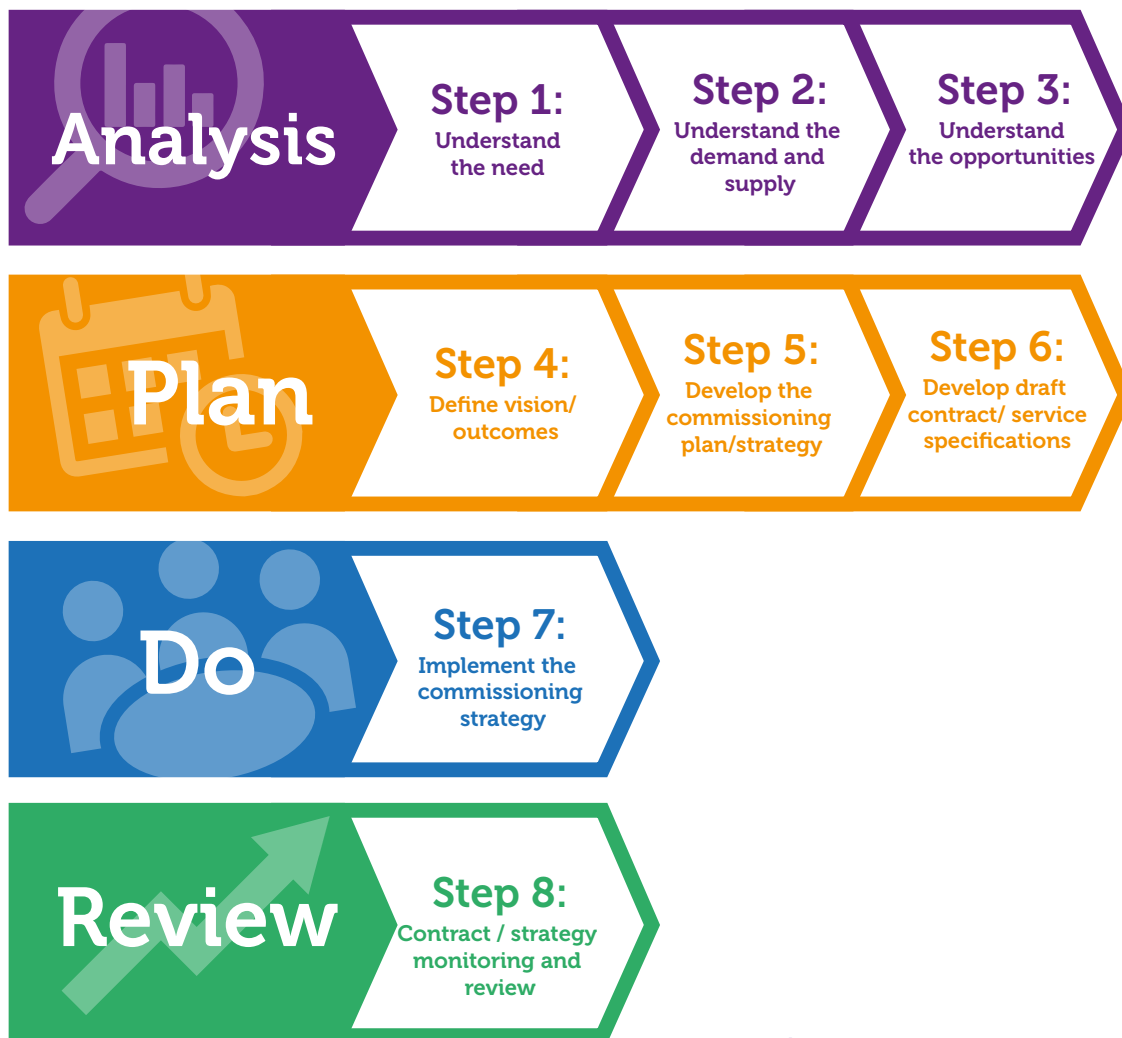 Analysis
Step 1:
Understand
the need
Step 2:
Understand the
demand and
supply
Step 3:
Understand
the opportunities
Plan
Step 4:
Define vision/
outcomes
Step 5:
Develop the
commissioning
plan/strategy
Step 6:
Develop draft
contract/ service
specifications
Do
Step 7:
Implement the
commissioning
strategy
Review
Step 8:
Contract / strategy
monitoring and
review